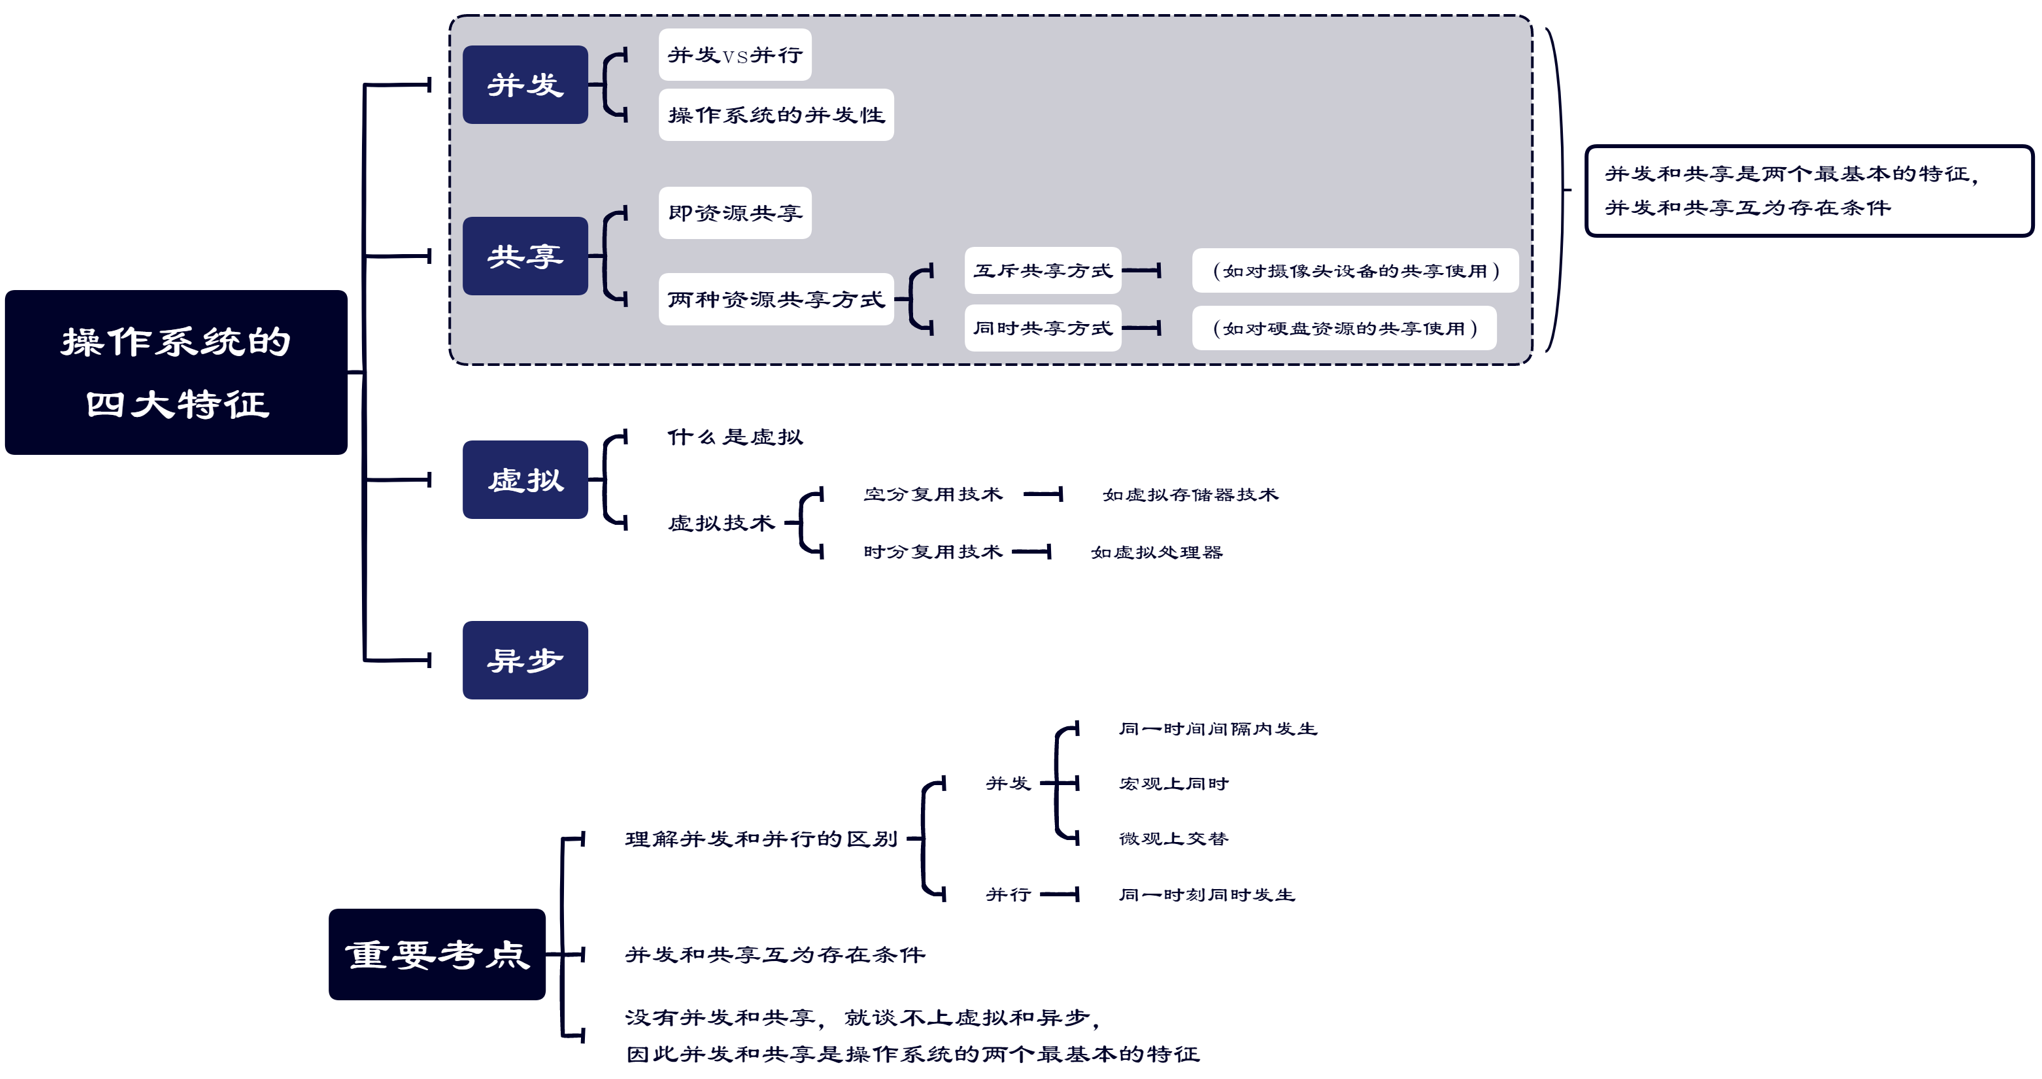 操作系统的
四大特征
并发
并发vs并行
操作系统的并发性
共享
即资源共享
两种资源共享方式
互斥共享方式
（如对摄像头设备的共享使用）
同时共享方式
（如对硬盘资源的共享使用）
并发和共享是两个最基本的特征，
并发和共享互为存在条件
虚拟
什么是虚拟
虚拟技术
空分复用技术
如虚拟存储器技术
时分复用技术
如虚拟处理器
异步
重要考点
理解并发和并行的区别
并发
同一时间间隔内发生
宏观上同时
微观上交替
并行
同一时刻同时发生
并发和共享互为存在条件
没有并发和共享，就谈不上虚拟和异步，
因此并发和共享是操作系统的两个最基本的特征